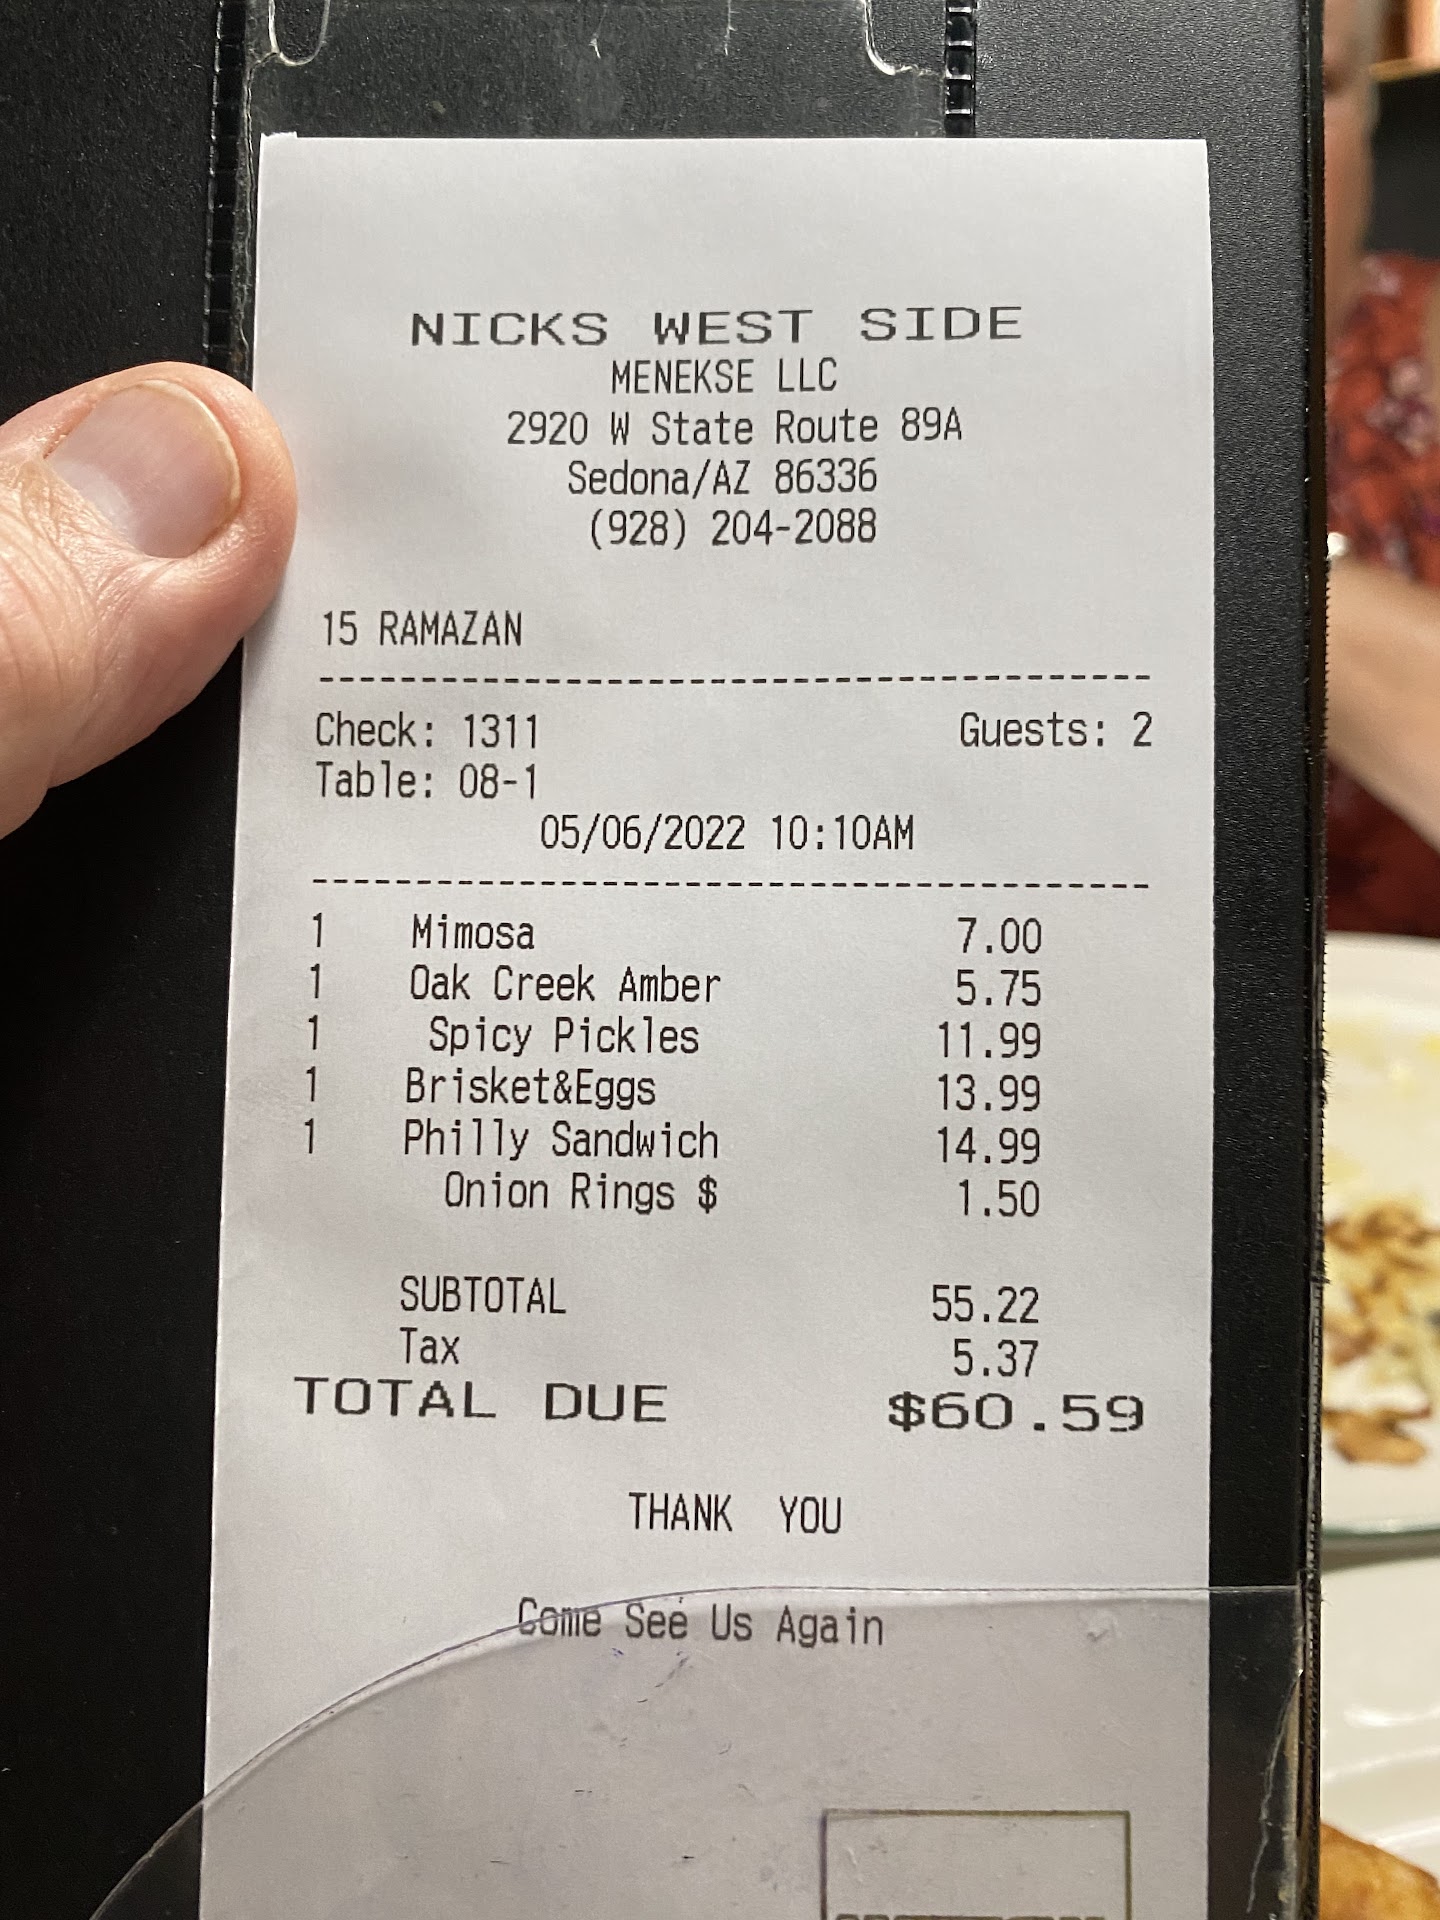 NICKS WEST SIDE
MENEKSE LLC
2920 W State Route 89A
Sedona/AZ 86336
(928) 204-2088
15 RAMAZAN
----------------------------------------
Check: 1311 Guests: 2
Table: 08-1
05/06/2022 10:10AM
----------------------------------------
1 Mimosa 7.00
1 Oak Creek Amber 5.75
1 Spicy Pickles 11.99
1 Brisket&Eggs 13.99
1 Philly Sandwich 14.99
Onion Rings $ 1.50
SUBTOTAL 55.22
Tax 5.37
TOTAL DUE $60.59
THANK YOU
Come See Us Again